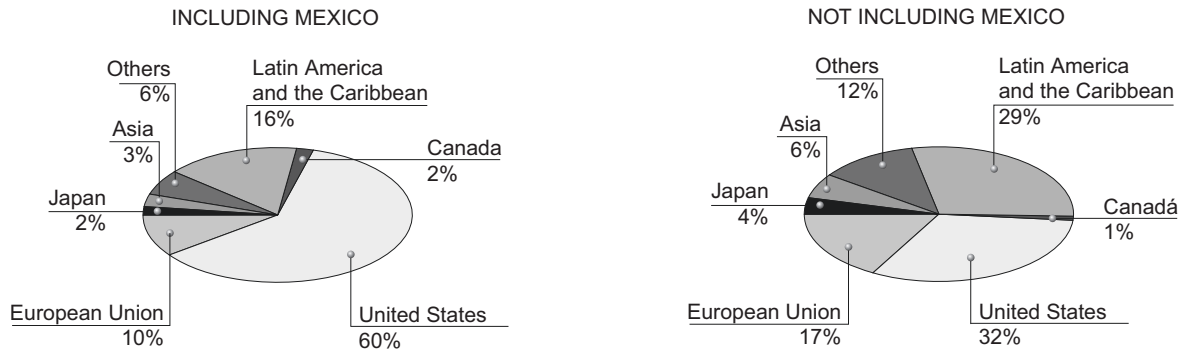 INCLUDING MEXICO
Others
6%
Latin America
and the Caribbean
16%
Asia
3%
Canada
2%
Japan
2%
European Union
10%
United States
60%
NOT INCLUDING MEXICO
Others
12%
Latin America
and the Caribbean
29%
Asia
6%
Japan
4%
Canadá
1%
European Union
17%
United States
32%